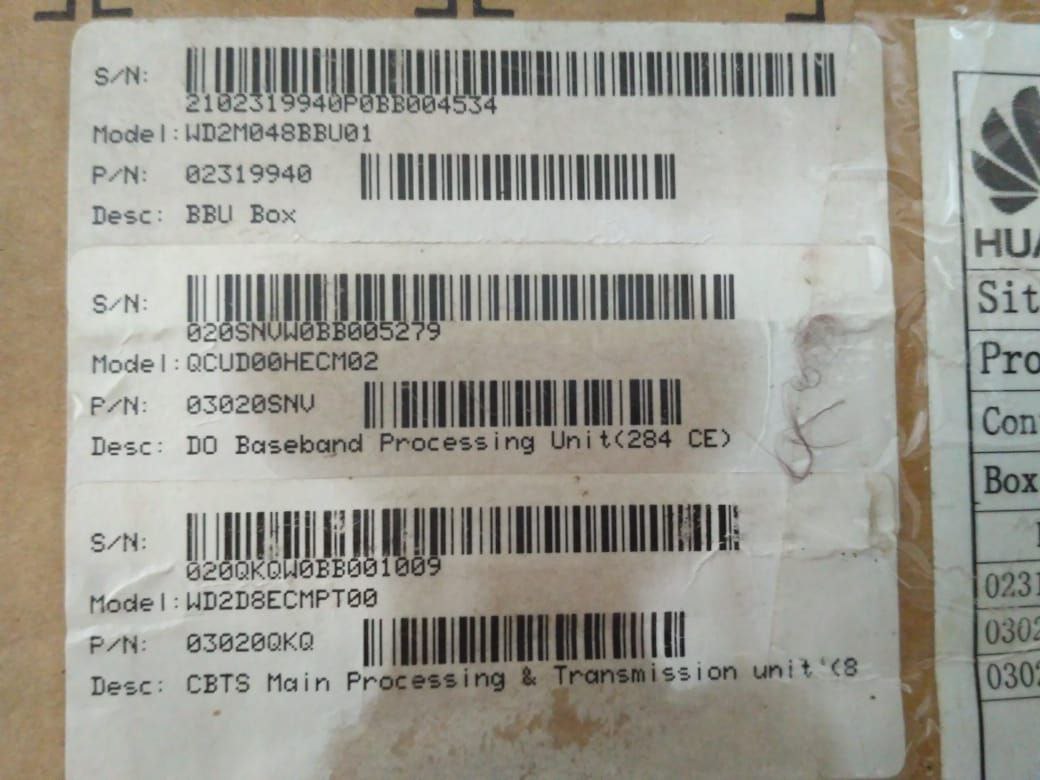 S/N:
2102319940P0BB004534
Model:WD2M048BBU01
P/N: 02319940
Desc: BBU Box
S/N:
020SNVW0BB005279
Model:QCUD00HECM02
P/N: 03020SNV
Desc: DO Baseband Processing Unit(284 CE)
S/N:
020QKQW0BB001009
Model:WD2D8ECMPT00
P/N: 03020QKQ
Desc: CBTS Main Processing & Transmission unit'(8
HUA
Sit
Pro
Con
Box
0231
0302
0302